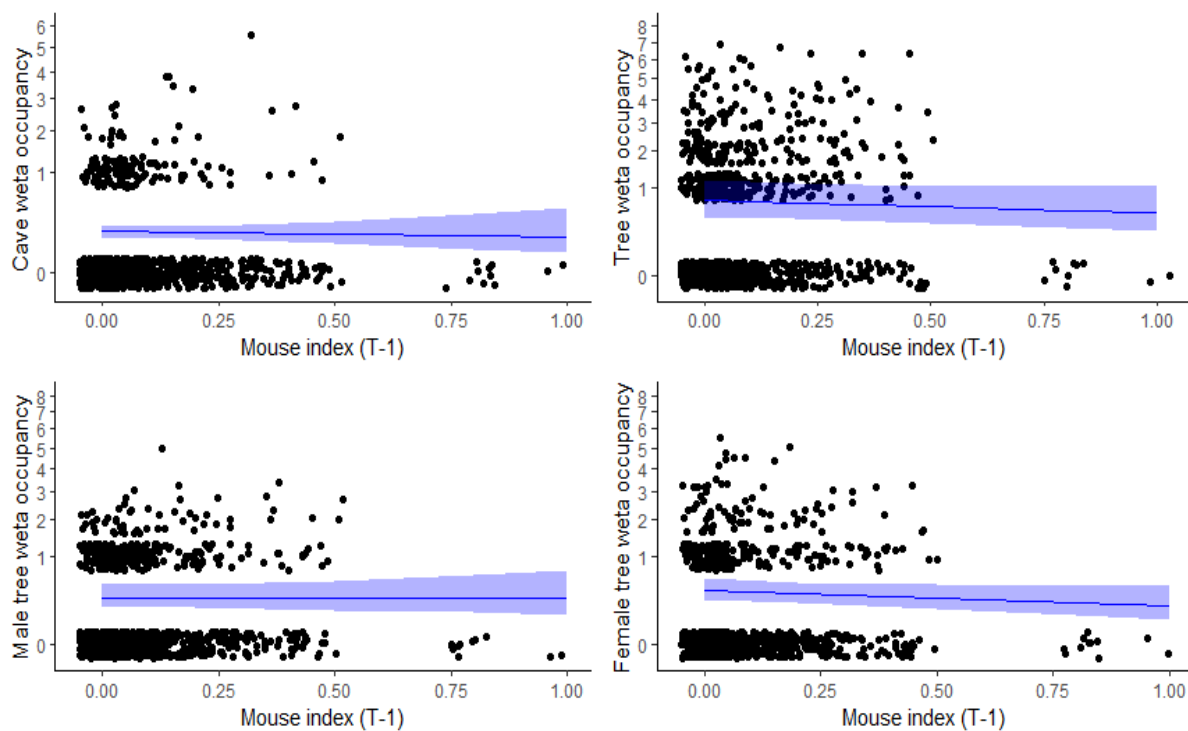 Cave weta occupancy
6
5
4
3
2
1
0
0.00 0.25 0.50 0.75 1.00
Mouse index (T-1)
Tree weta occupancy
8
7
6
5
4
3
2
1
0
0.00 0.25 0.50 0.75 1.00
Mouse index (T-1)
Male tree weta occupancy
8
7
6
5
4
3
2
1
0
0.00 0.25 0.50 0.75 1.00
Mouse index (T-1)
Female tree weta occupancy
8
7
6
5
4
3
2
1
0
0.00 0.25 0.50 0.75 1.00
Mouse index (T-1)